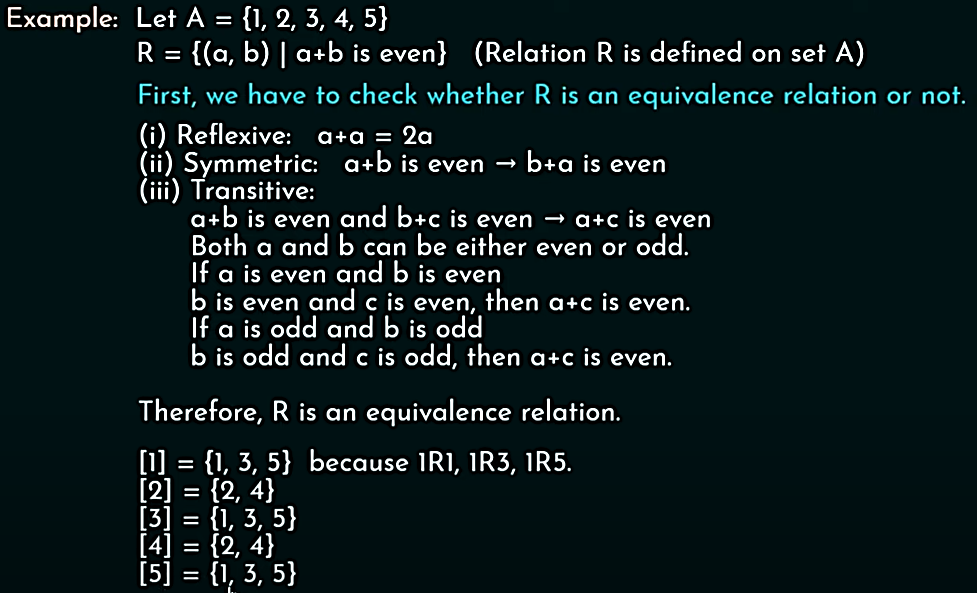 Example: Let A = {1, 2, 3, 4, 5}
R = {(a, b) | a+b is even} (Relation R is defined on set A)
First, we have to check whether R is an equivalence relation or not.
(i) Reflexive: a+a = 2a
(ii) Symmetric: a+b is even → b+a is even
(iii) Transitive:
a+b is even and b+c is even → a+c is even
Both a and b can be either even or odd.
If a is even and b is even
b is even and c is even, then a+c is even.
If a is odd and b is odd
b is odd and c is odd, then a+c is even.
Therefore, R is an equivalence relation.
[1] = {1, 3, 5} because 1R1, 1R3, 1R5.
[2] = {2, 4}
[3] = {1, 3, 5}
[4] = {2, 4}
[5] = {1, 3, 5}